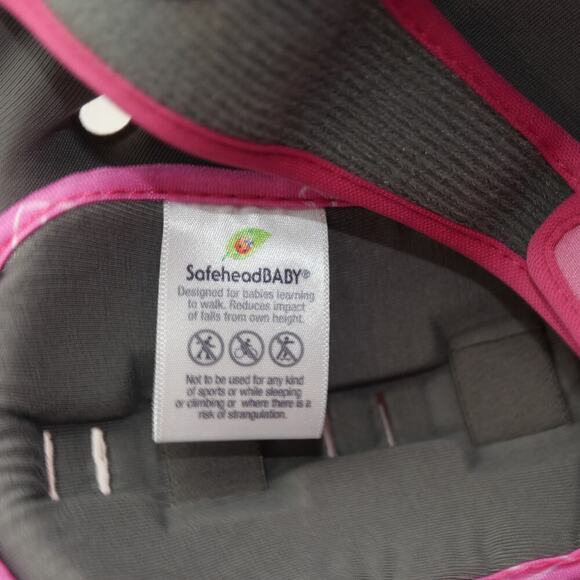 SafeheadBABY®
Designed for babies learning
to walk. Reduces impact
of falls from own height.
Not to be used for any kind
of sports or while sleeping
or climbing or where there is a
risk of strangulation.